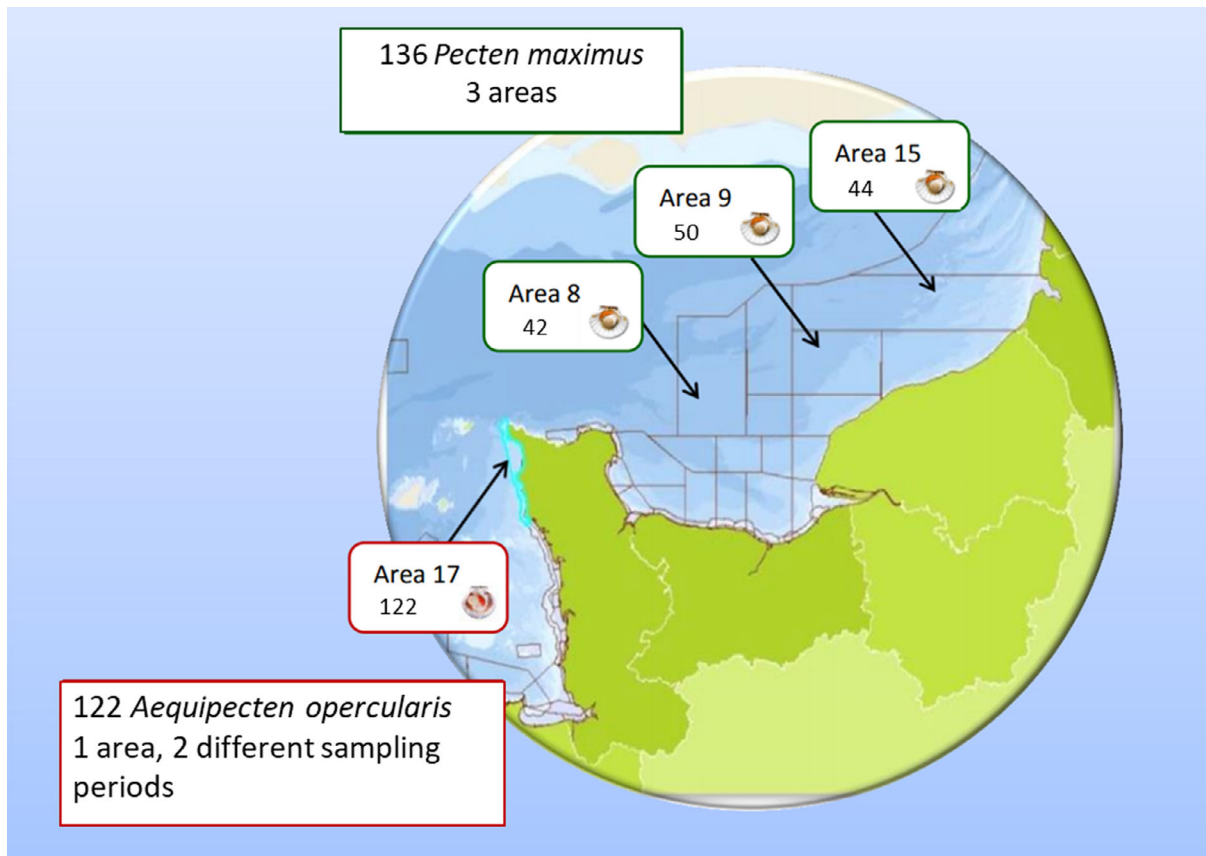 136 Pecten maximus
3 areas
Area 15
44
Area 9
50
Area 8
42
Area 17
122
122 Aequipecten opercularis
1 area, 2 different sampling
periods